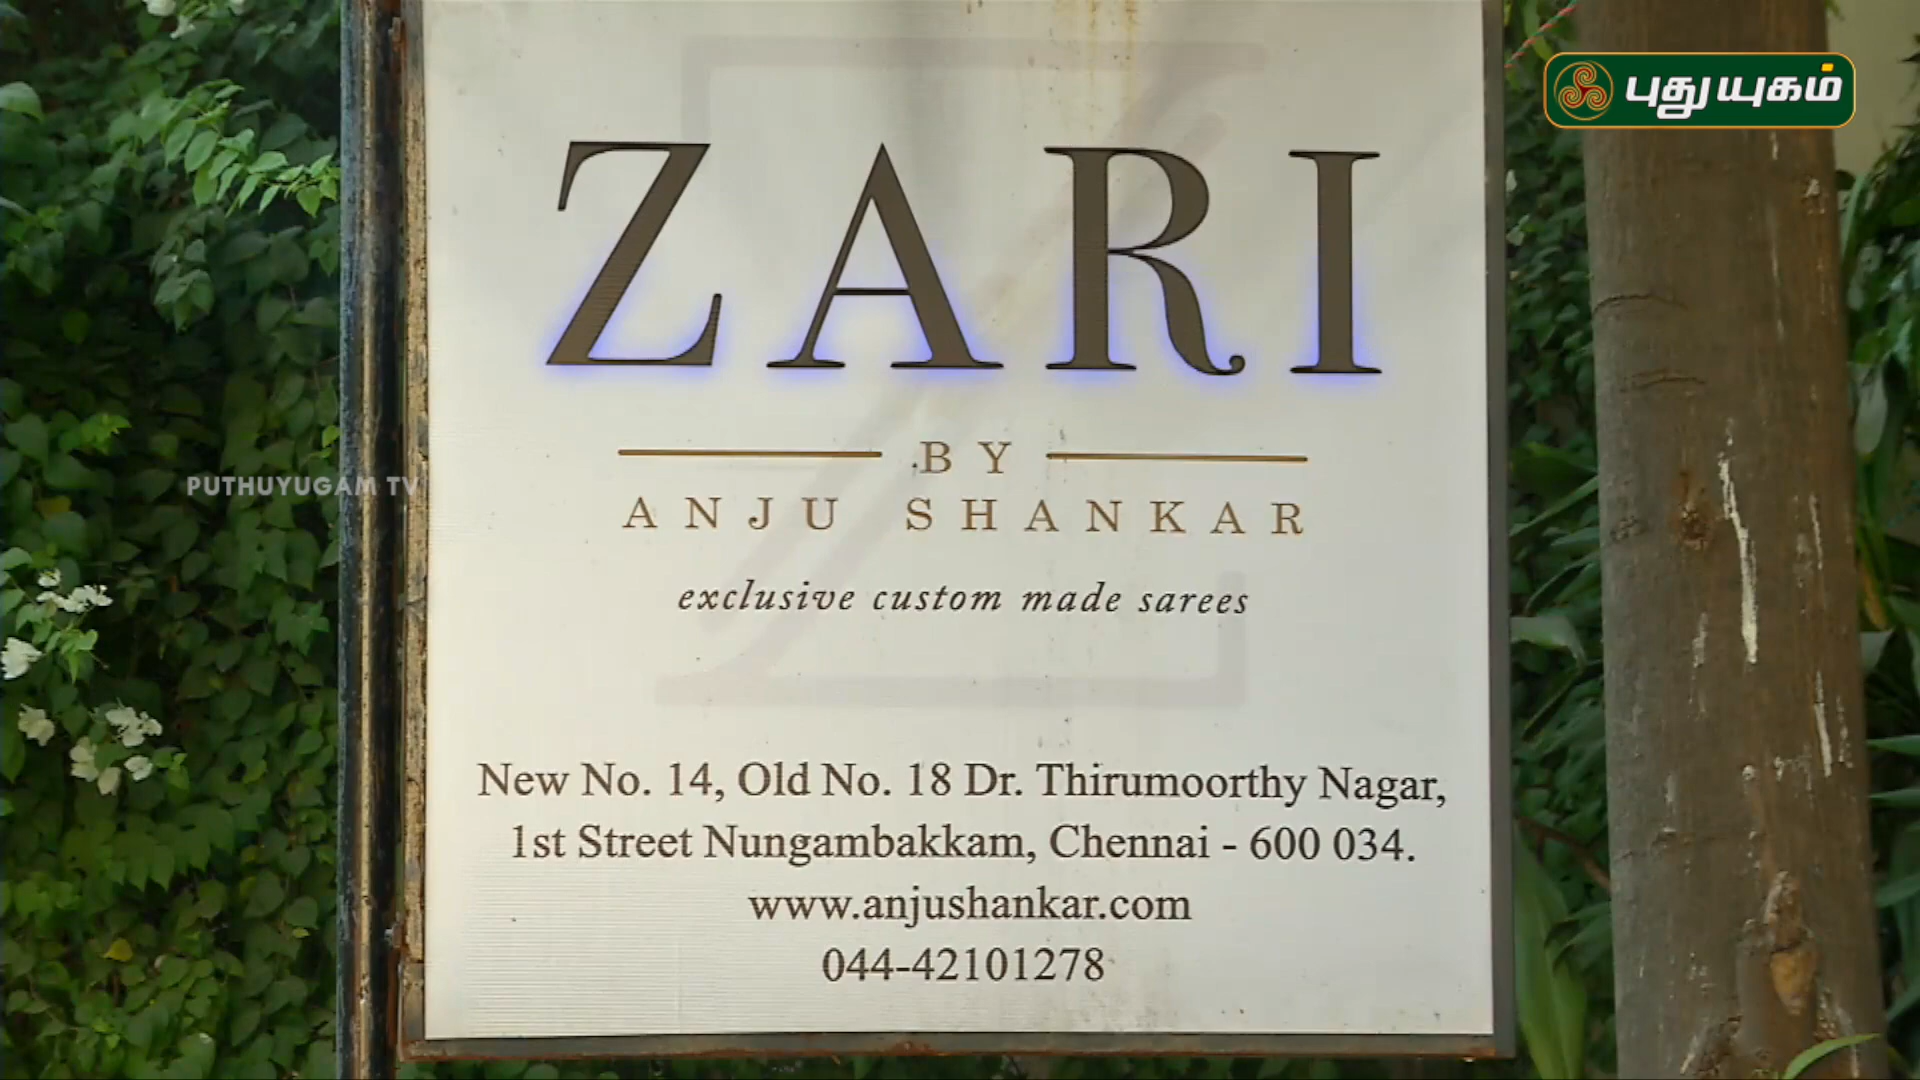 புதுயுகம்
ZARI
BY
ANJU SHANKAR
exclusive custom made sarees
PUTHUYUGAM TV
New No. 14, Old No. 18 Dr. Thirumoorthy Nagar,
1st Street Nungambakkam, Chennai - 600 034.
www.anjushankar.com
044-42101278